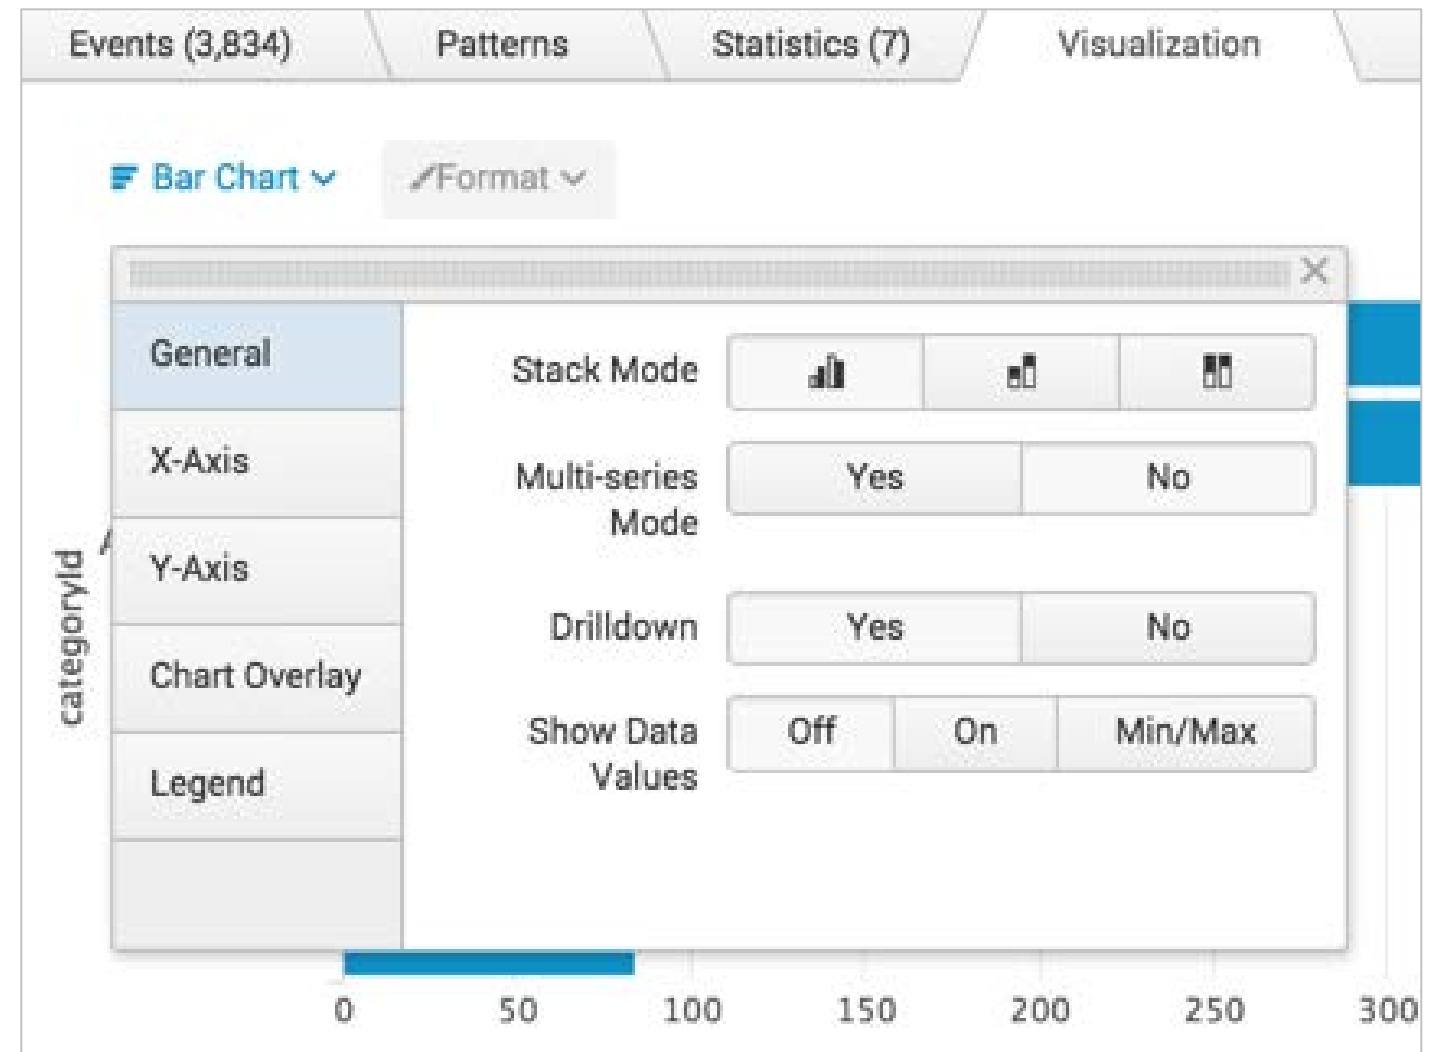 Events (3,834) Patterns Statistics (7) Visualization
Bar Chart Format
General
X-Axis
Y-Axis
Chart Overlay
Legend
Stack Mode
Multi-series
Mode
Yes No
Drilldown Yes No
Show Data
Values
Off On Min/Max
categoryId
0 50 100 150 200 250 300